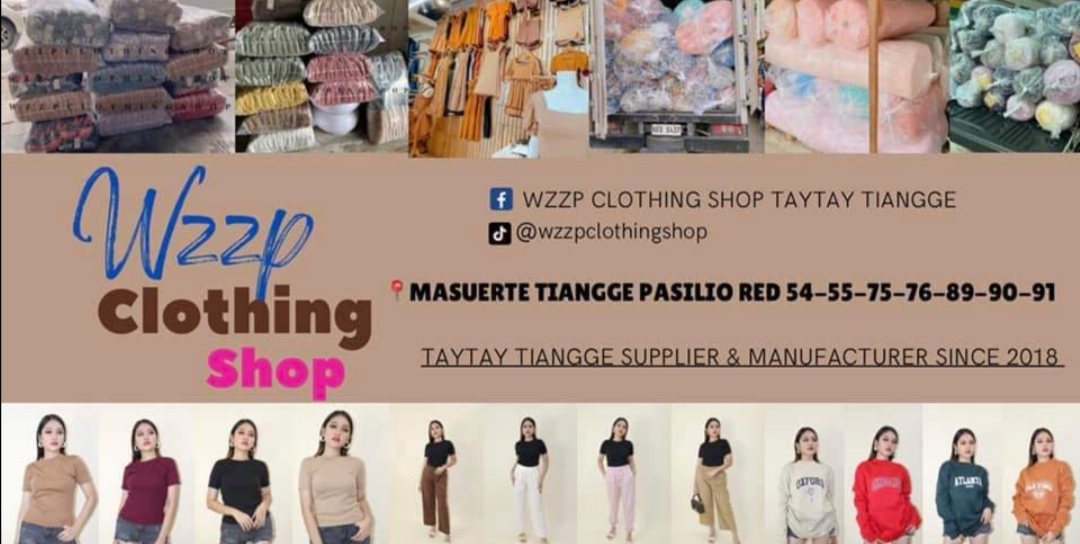 Wzzp
Clothing
Shop
WZZP CLOTHING SHOP TAYTAY TIANGGE
@wzzpclothingshop
MASUERTE TIANGGE PASILIO RED 54-55-75-76-89-90-91
TAYTAY TIANGGE SUPPLIER & MANUFACTURER SINCE 2018
OXFORD
ATLANTA